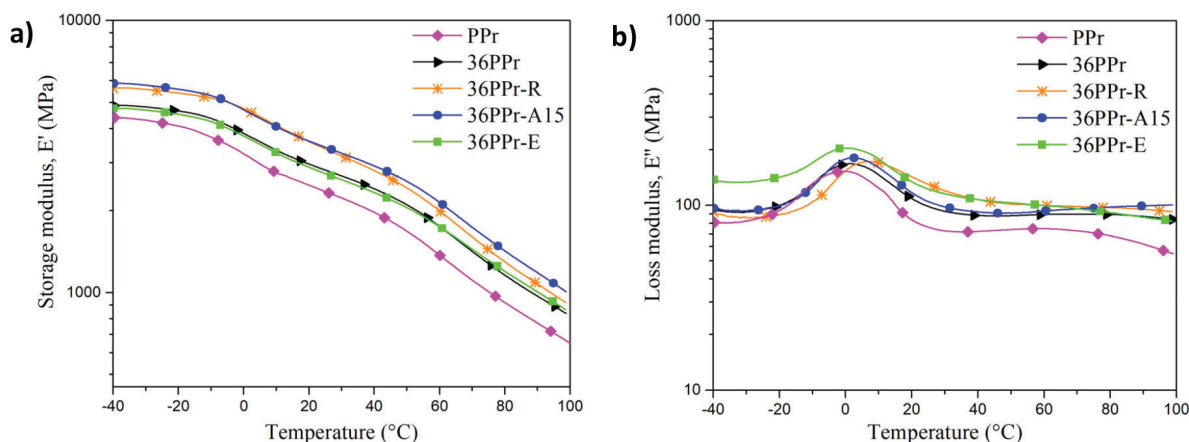 a)
10000
1000
Storage modulus, E' (MPa)
PPr
36PPr
36PPr-R
36PPr-A15
36PPr-E
-40 -20 0 20 40 60 80 100
Temperature (°C)
b)
1000
100
10
Loss modulus, E" (MPa)
PPr
36PPr
36PPr-R
36PPr-A15
36PPr-E
-40 -20 0 20 40 60 80 100
Temperature (°C)